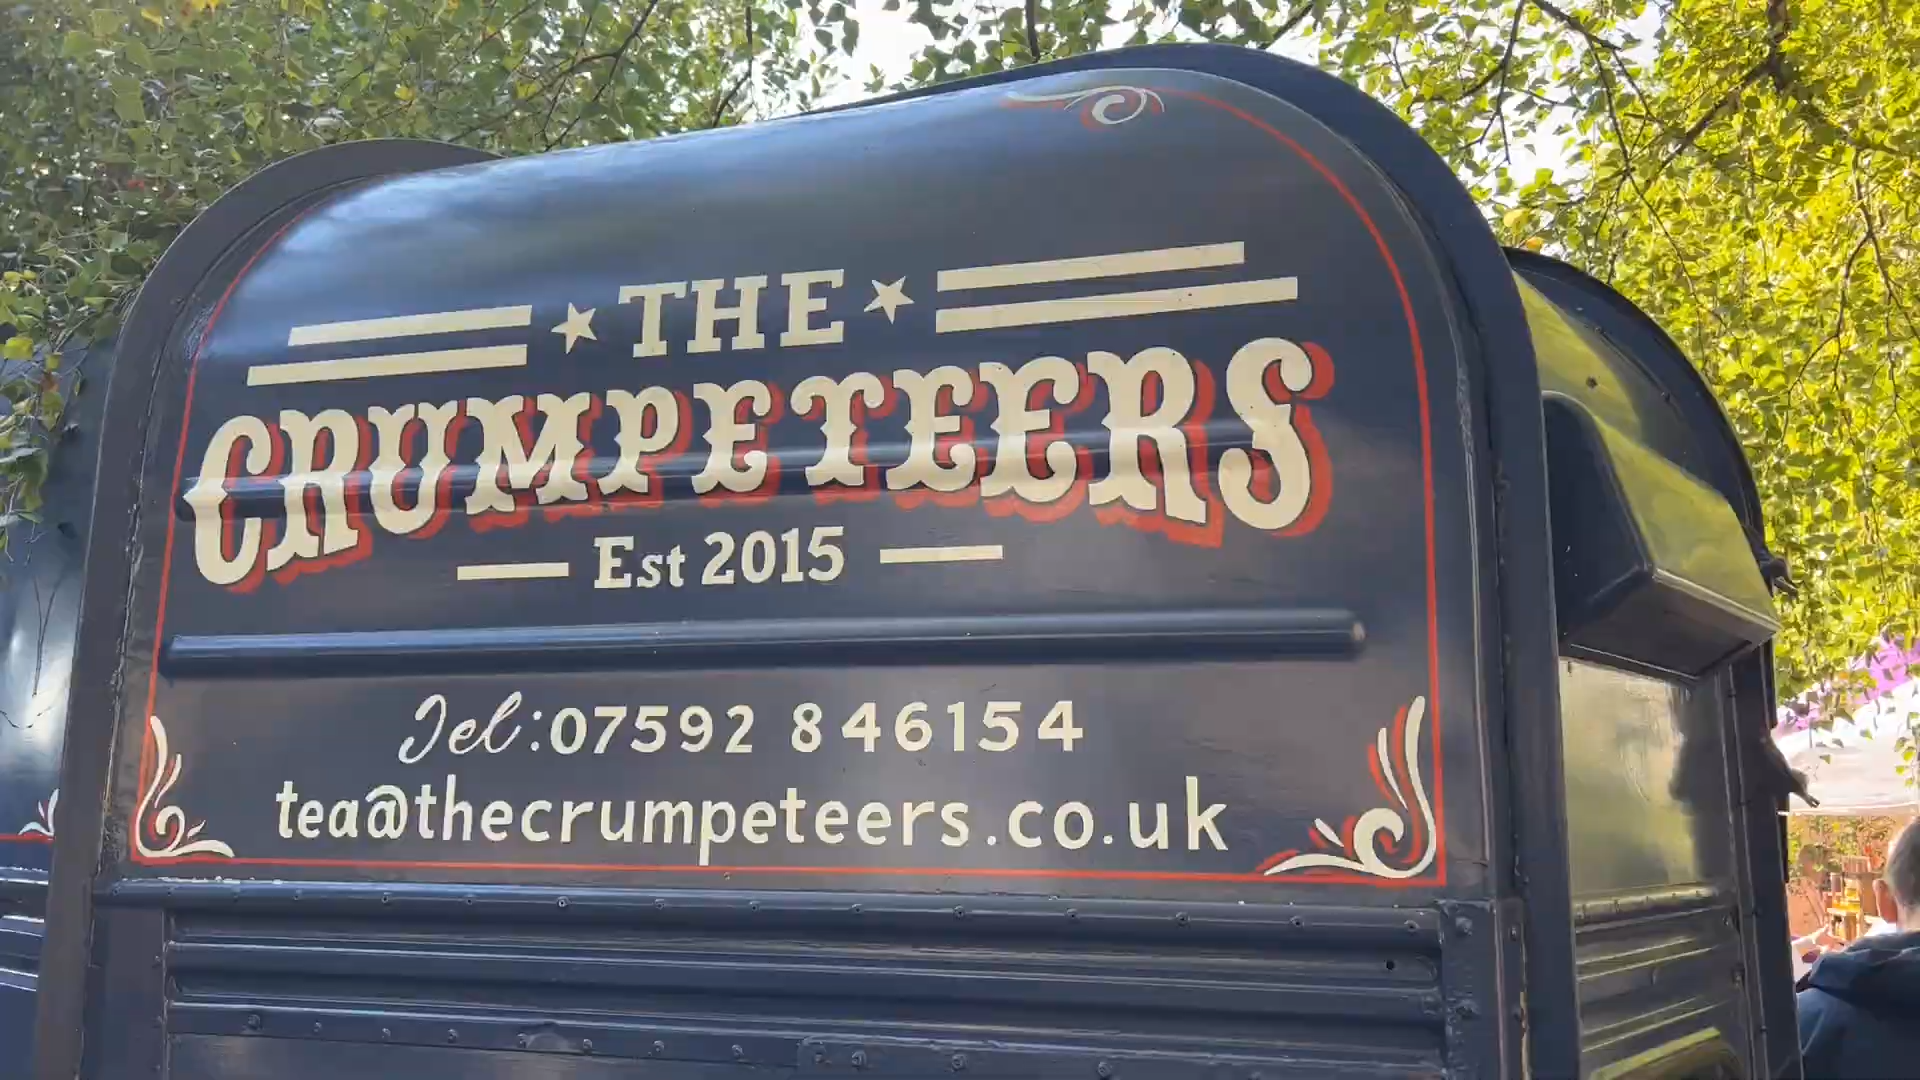 THE
CRUMPETEERS
Est 2015
Tel:07592 846154
tea@thecrumpeteers.co.uk